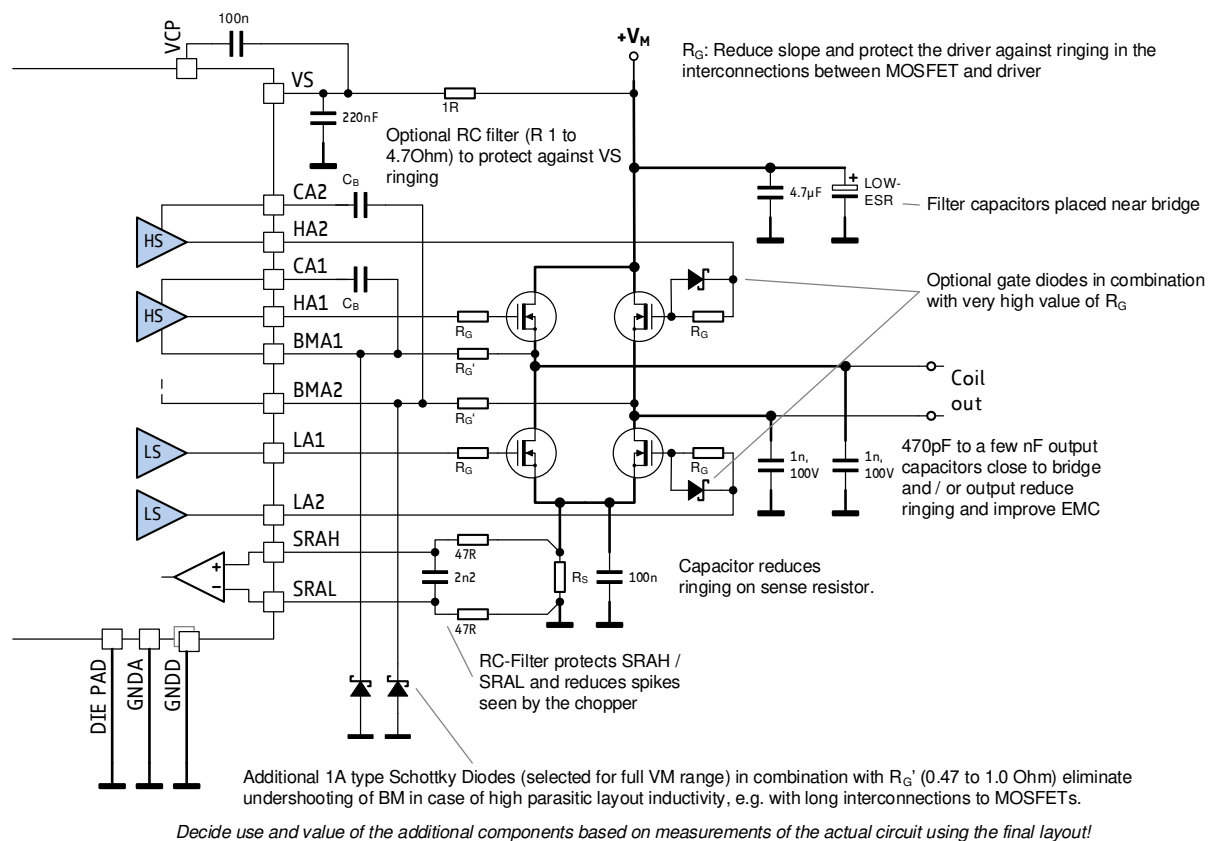 100n
VCP
+VM
RG: Reduce slope and protect the driver against ringing in the
interconnections between MOSFET and driver
VS
1R
220nF
Optional RC filter (R 1 to
4.7Ohm) to protect against VS
ringing
4.7µF
+
LOW-
ESR
Filter capacitors placed near bridge
CA2
CB
HS
HA2
CA1
CB
Optional gate diodes in combination
with very high value of RG
HS
HA1
RG
RG
BMA1
RG'
Coil
out
BMA2
RG'
LS
LA1
RG
RG
1n,
100V
1n,
100V
470pF to a few nF output
capacitors close to bridge
and / or output reduce
ringing and improve EMC
LS
LA2
SRAH
47R
+
-
2n2
RS
100n
Capacitor reduces
ringing on sense resistor.
SRAL
47R
DIE PAD
GNDA
GNDD
RC-Filter protects SRAH /
SRAL and reduces spikes
seen by the chopper
Additional 1A type Schottky Diodes (selected for full VM range) in combination with RG' (0.47 to 1.0 Ohm) eliminate
undershooting of BM in case of high parasitic layout inductivity, e.g. with long interconnections to MOSFETs.
Decide use and value of the additional components based on measurements of the actual circuit using the final layout!